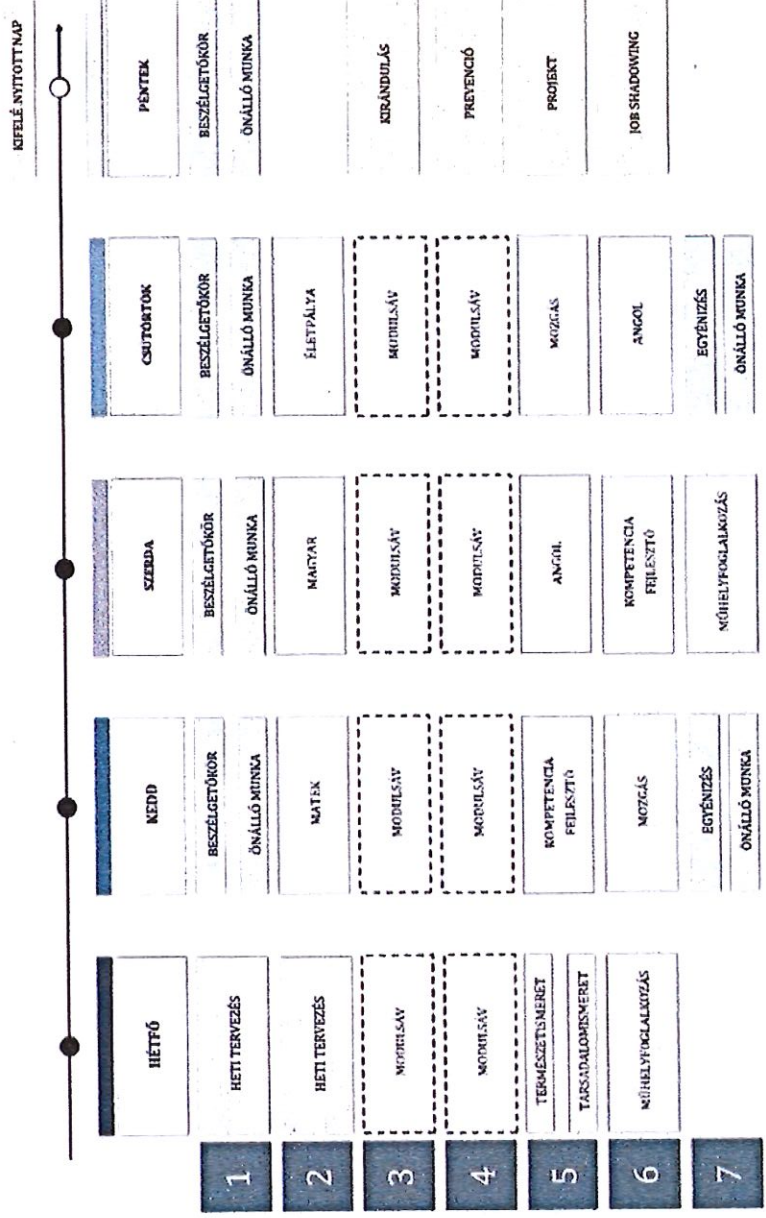 KIFELÉ NYITOTT NAP
HÉTFŐ
KEDD
SZERDA
CSÜTÖRTÖK
PÉNTEK
1
HETI TERVEZÉS
BESZÉLGETŐKÖR
ÖNÁLLÓ MUNKA
BESZÉLGETŐKÖR
ÖNÁLLÓ MUNKA
BESZÉLGETŐKÖR
ÖNÁLLÓ MUNKA
BESZÉLGETŐKÖR
ÖNÁLLÓ MUNKA
2
HETI TERVEZÉS
MATEK
MAGYAR
ÉLETPÁLYA
3
MODULSÁV
MODULSÁV
MODULSÁV
MODULSÁV
KIRÁNDULÁS
4
MODULSÁV
MODULSÁV
MODULSÁV
MODULSÁV
PREVENCIÓ
5
TERMÉSZETISMERET
TÁRSADALOMISMERET
KOMPETENCIA
FEJLESZTŐ
ANGOL
MOZGÁS
PROJEKT
6
MŰHELYFOGLALKOZÁS
MOZGÁS
KOMPETENCIA
FEJLESZTŐ
ANGOL
JOB SHADOWING
7
EGYÉNIZÉS
ÖNÁLLÓ MUNKA
MŰHELYFOGLALKOZÁS
EGYÉNIZÉS
ÖNÁLLÓ MUNKA